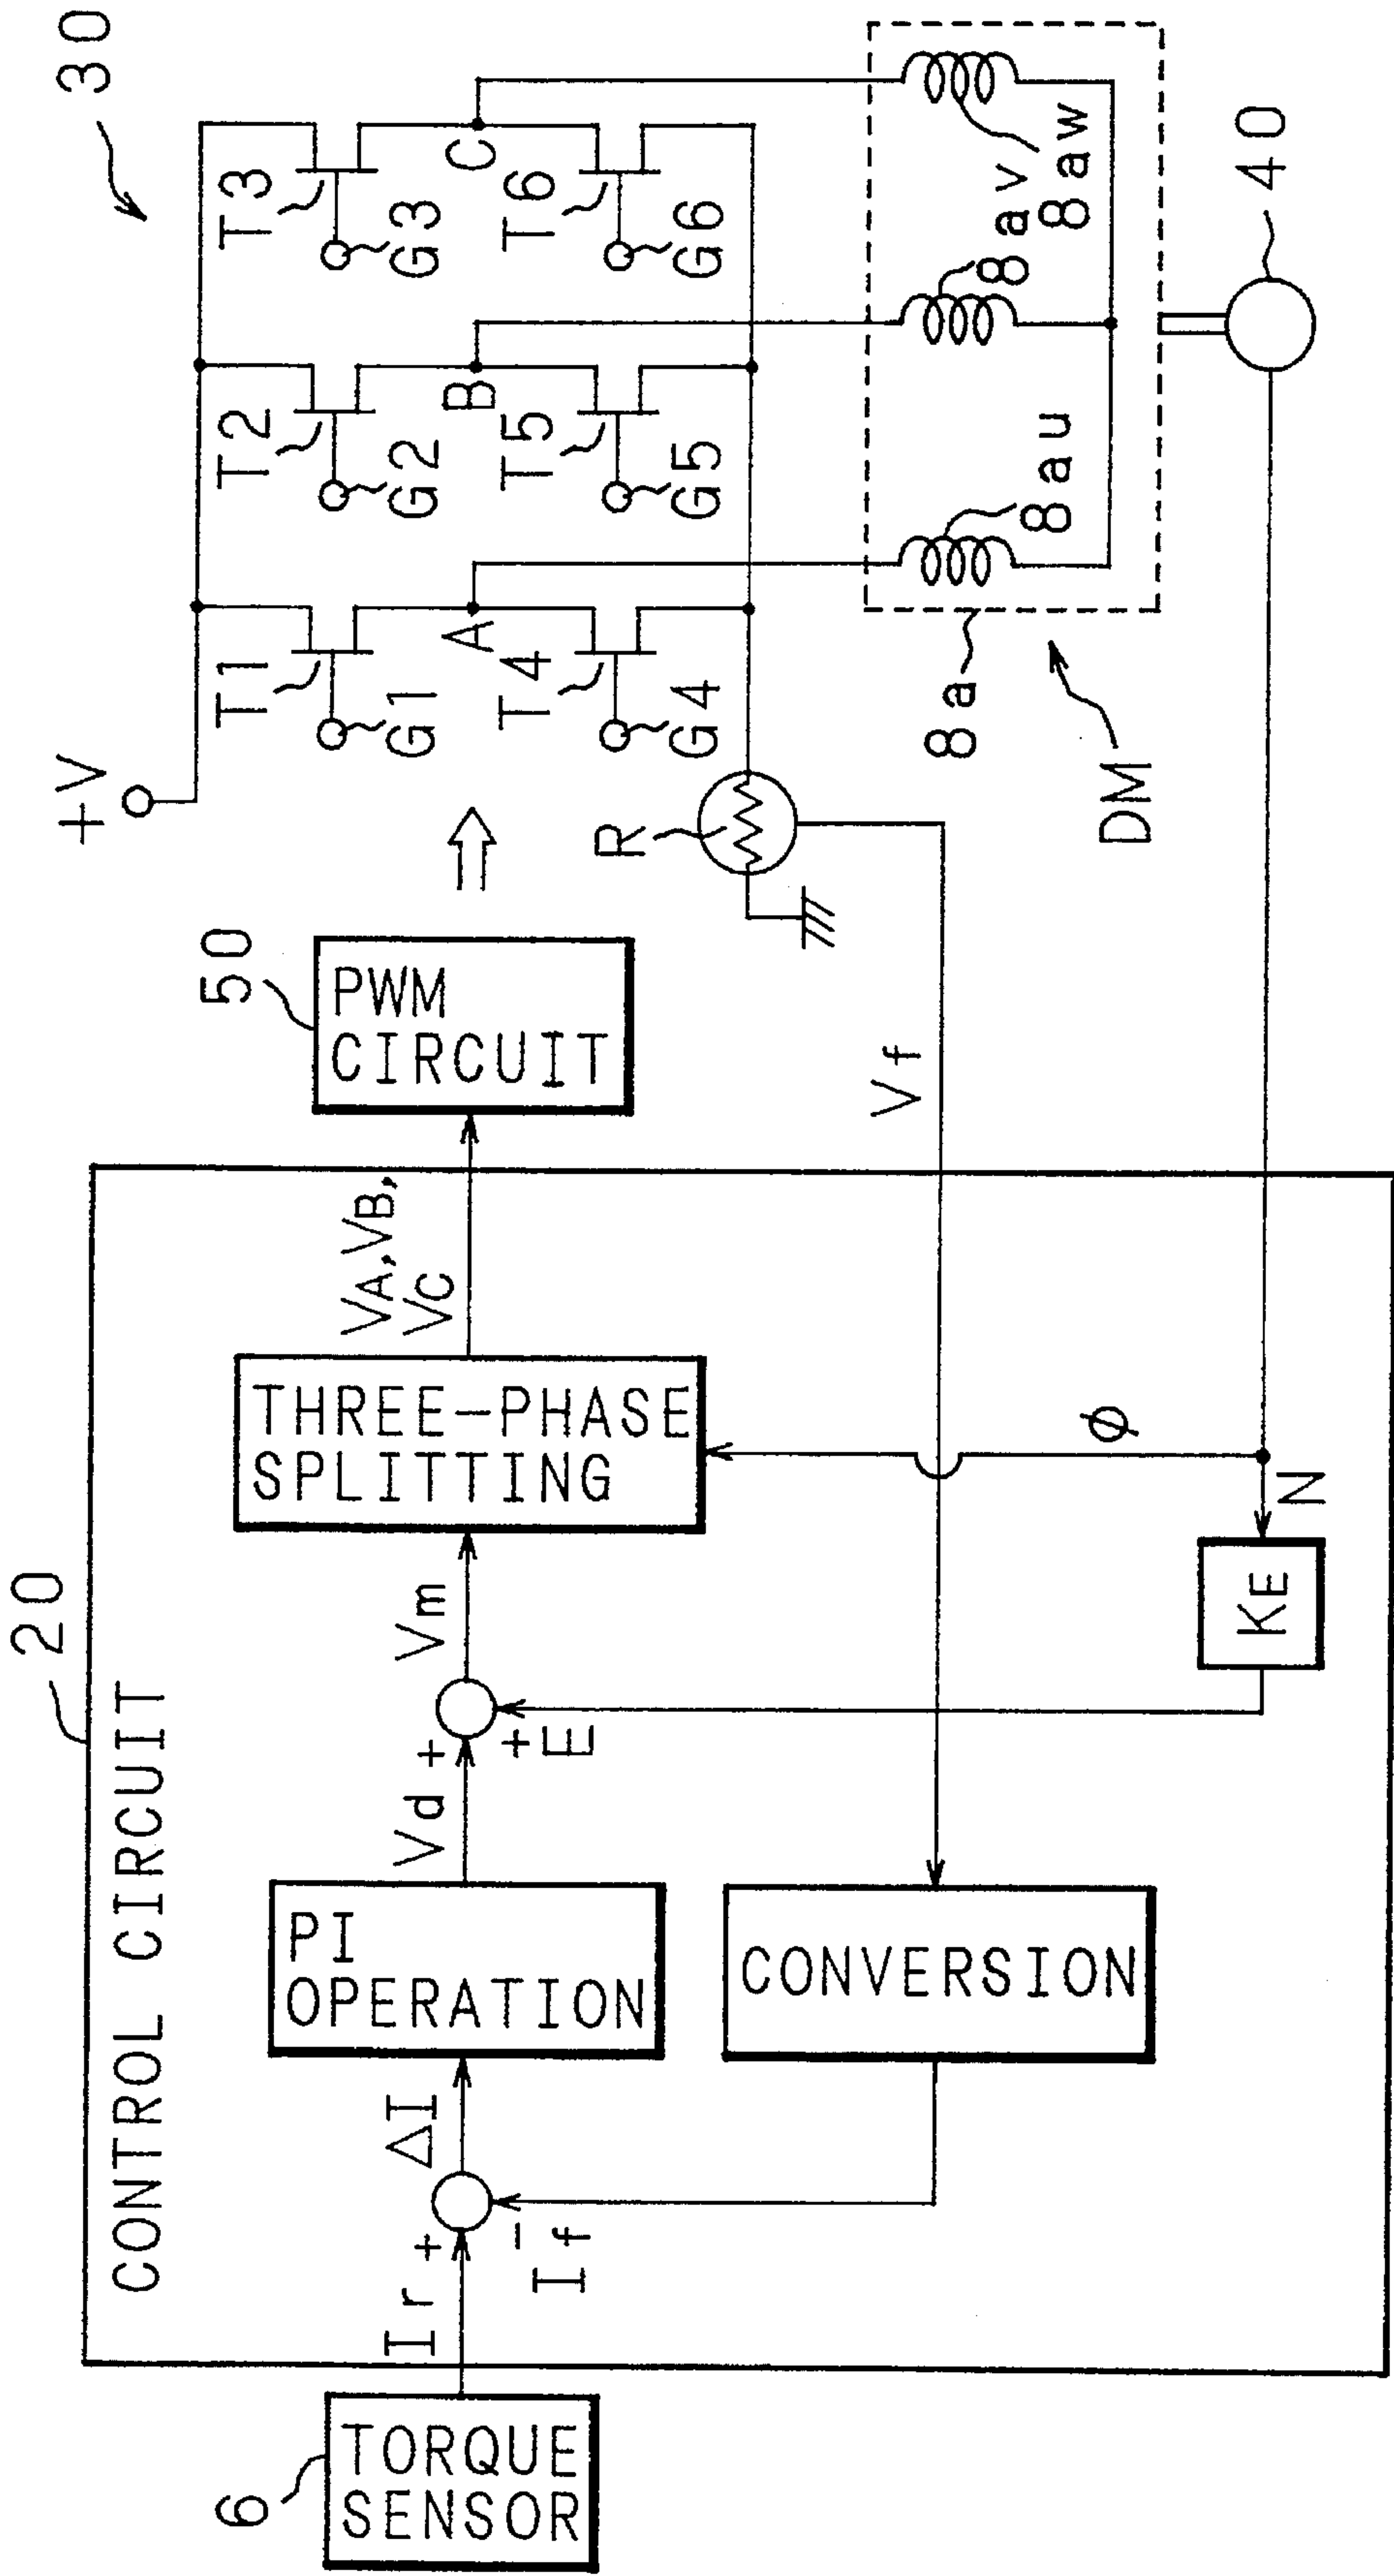 20
CONTROL CIRCUIT
6
TORQUE
SENSOR
Ir
+
−
If
ΔI
PI
OPERATION
Vd
+
+
E
Vm
THREE-PHASE
SPLITTING
VA,VB,
VC
CONVERSION
KE
N
φ
Vf
50
PWM
CIRCUIT
30
+V
T1
G1
T2
G2
T3
G3
A
B
C
T4
G4
T5
G5
T6
G6
R
8a
8au
8av
8aw
DM
40